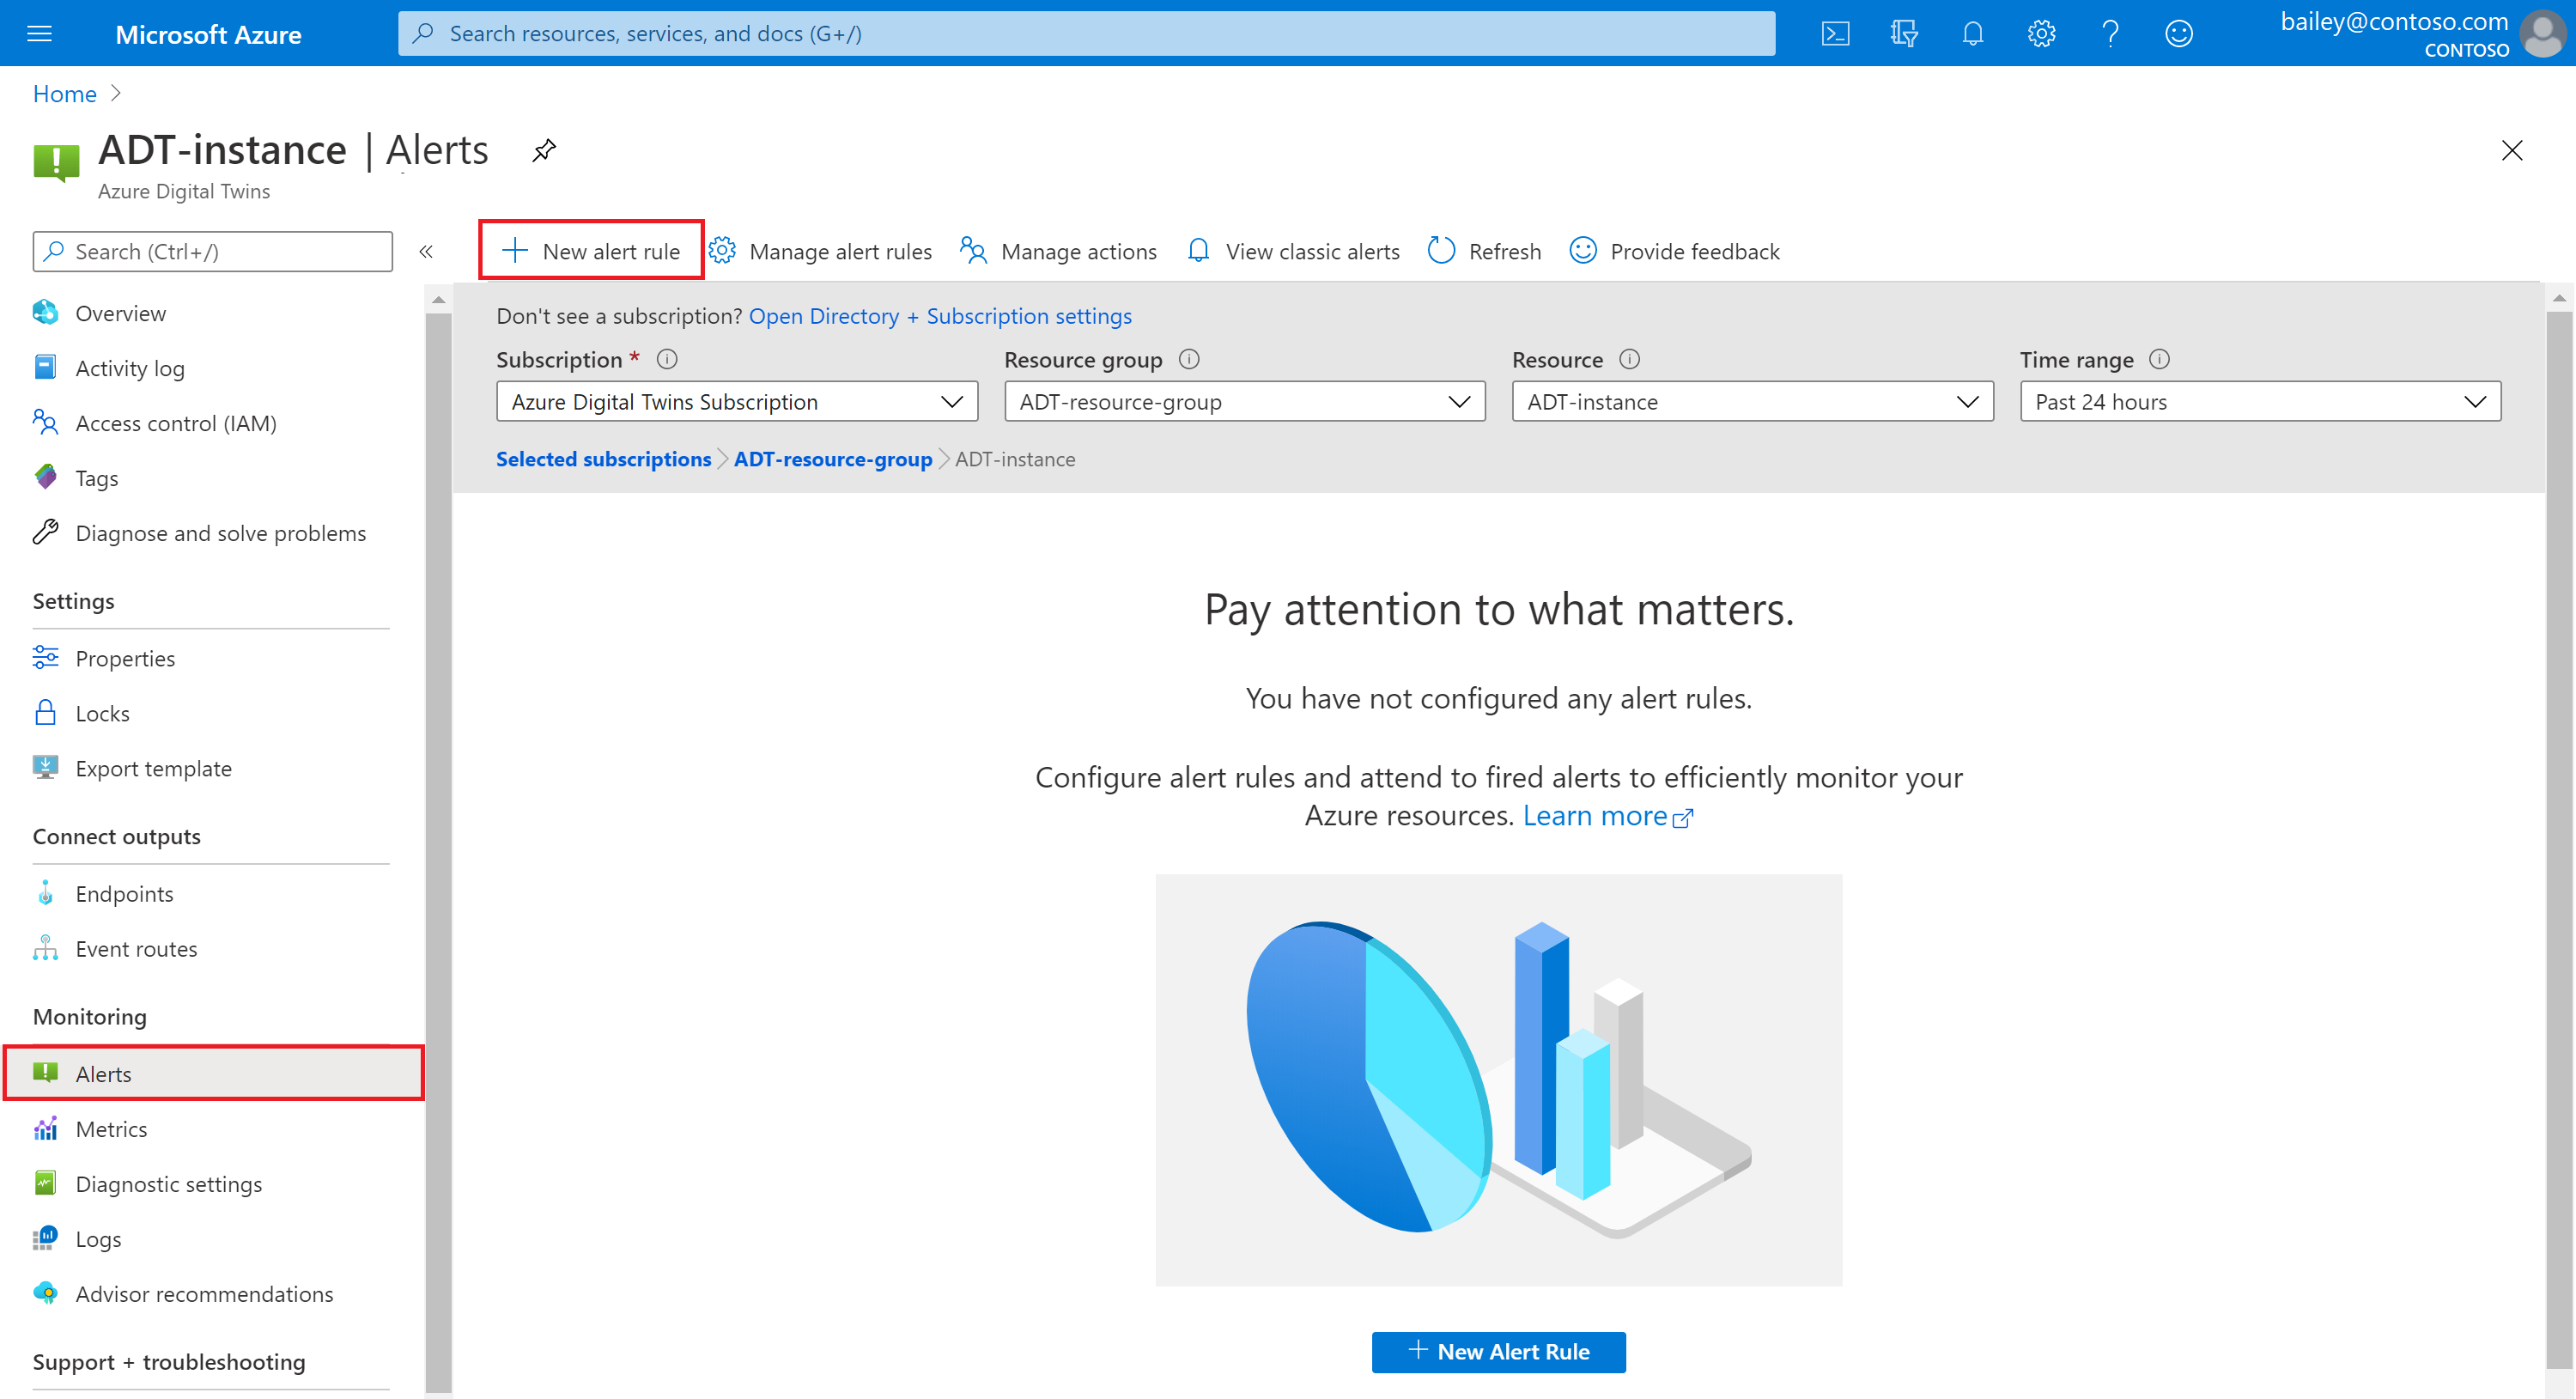 Microsoft Azure
Search resources, services, and docs (G+/)
bailey@contoso.com
CONTOSO
Home
ADT-instance | Alerts
Azure Digital Twins
Search (Ctrl+/)
«
New alert rule
Manage alert rules
Manage actions
View classic alerts
Refresh
Provide feedback
Overview
Activity log
Access control (IAM)
Tags
Diagnose and solve problems
Settings
Properties
Locks
Export template
Connect outputs
Endpoints
Event routes
Monitoring
Alerts
Metrics
Diagnostic settings
Logs
Advisor recommendations
Support + troubleshooting
Don't see a subscription? Open Directory + Subscription settings
Subscription *
Resource group
Resource
Time range
Azure Digital Twins Subscription
ADT-resource-group
ADT-instance
Past 24 hours
Selected subscriptions > ADT-resource-group > ADT-instance
Pay attention to what matters.
You have not configured any alert rules.
Configure alert rules and attend to fired alerts to efficiently monitor your
Azure resources. Learn more
+ New Alert Rule